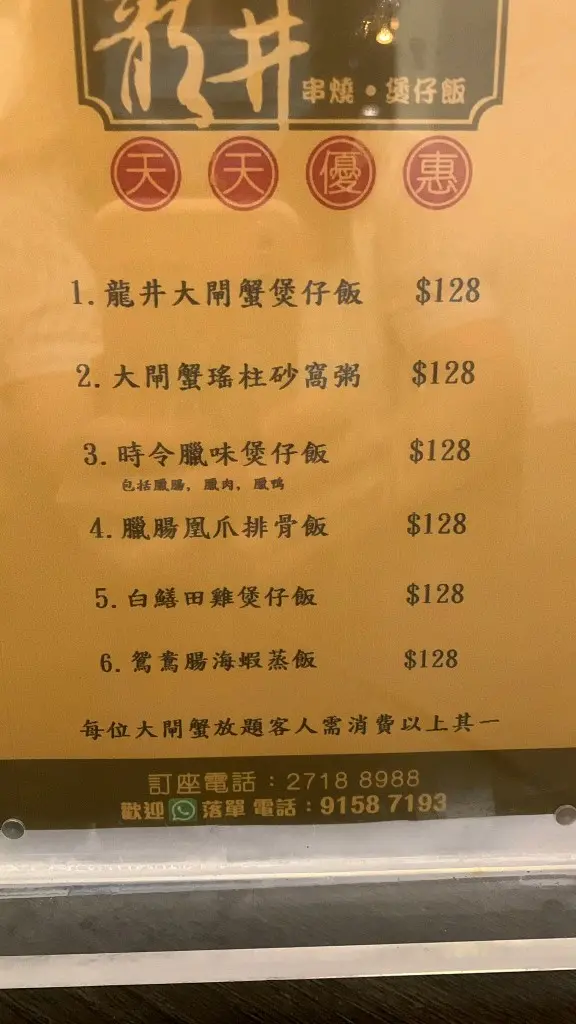 龍井
串燒•煲仔飯
天天優惠
1. 龍井大閘蟹煲仔飯 $128
2. 大閘蟹瑤柱砂窩粥 $128
3. 時令臘味煲仔飯 $128
包括臘腸, 臘肉, 臘鴨
4. 臘腸鳳爪排骨飯 $128
5. 白鱔田雞煲仔飯 $128
6. 鴛鴦腸海蝦蒸飯 $128
每位大閘蟹放題客人需消費以上其一
訂座電話：2718 8988
歡迎落單 電話：9158 7193